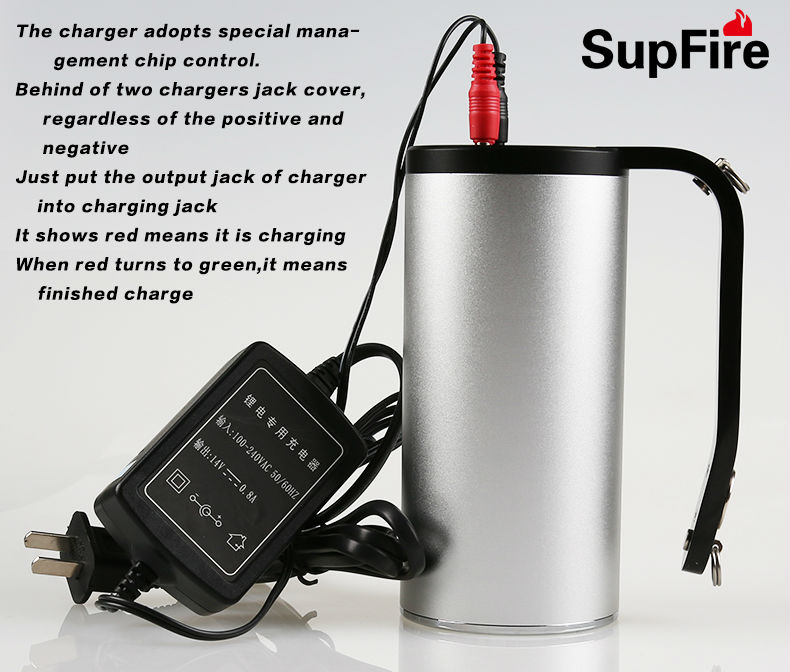 The charger adopts special mana-
gement chip control.
Behind of two chargers jack cover,
regardless of the positive and
negative
Just put the output jack of charger
into charging jack
It shows red means it is charging
When red turns to green,it means
finished charge
SupFire
锂电专用充电器
输入:100-240VAC 50/60HZ
输出:14V 0.8A